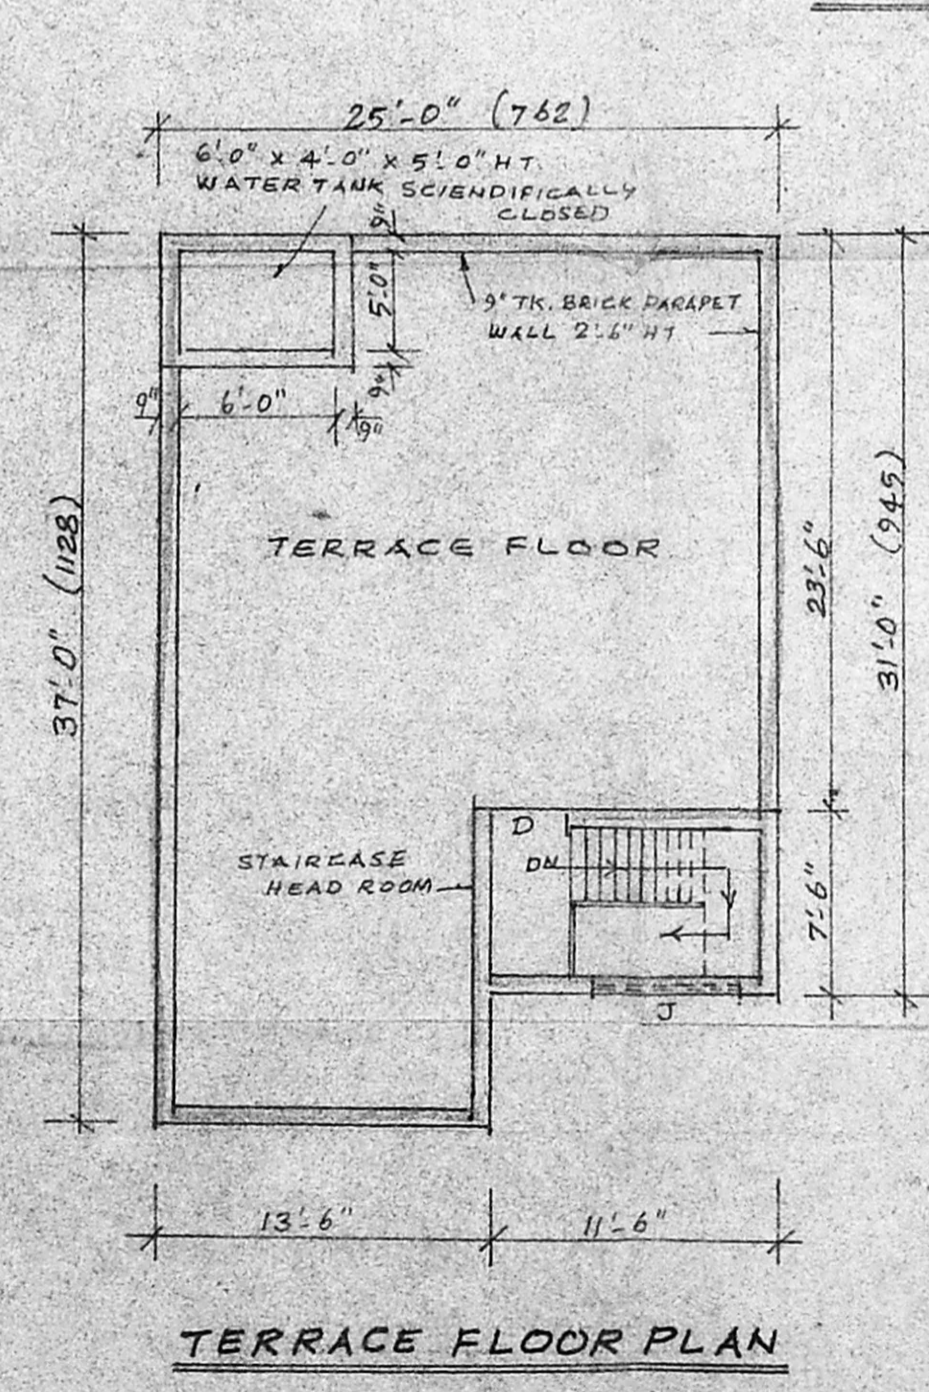 25'-0" (762)
6'.0" x 4'.0" x 5'.0" HT.
WATER TANK SCIENDIFICALLY
CLOSED
9"
5'.0"
9" TK. BRICK PARAPET
WALL 2'.6" HT
9"
9"
6'-0"
9"
37'-0" (1128)
TERRACE FLOOR
23'-6"
31'-0" (945)
D
STAIRCASE
HEAD ROOM
DN
7'-6"
J
13'-6"
11'-6"
TERRACE FLOOR PLAN